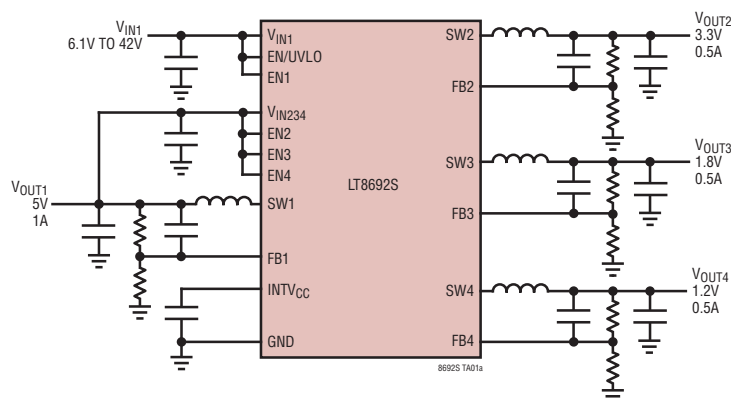 VIN1
6.1V TO 42V
VIN1
EN/UVLO
EN1
VIN234
EN2
EN3
EN4
VOUT1
5V
1A
SW1
FB1
INTVCC
GND
LT8692S
SW2
FB2
SW3
FB3
SW4
FB4
VOUT2
3.3V
0.5A
VOUT3
1.8V
0.5A
VOUT4
1.2V
0.5A
8692S TA01a